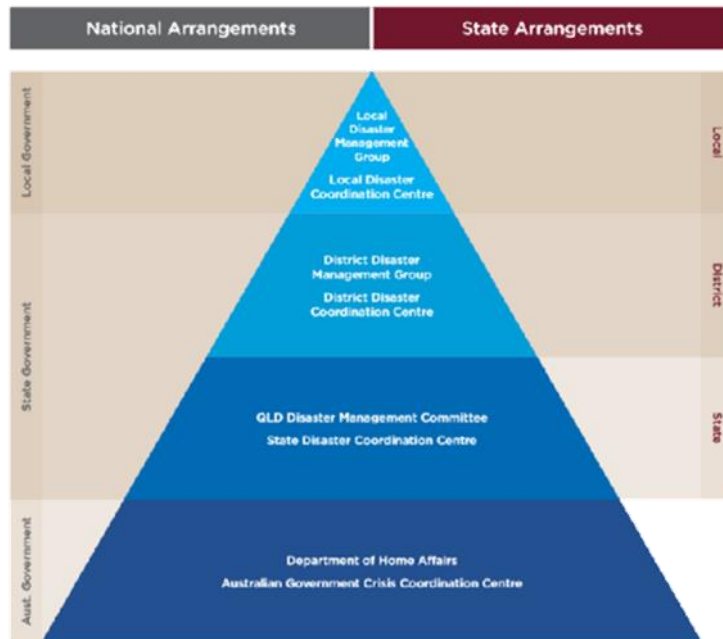 National Arrangements
State Arrangements
Local Government
State Government
Aust. Government
Local
Disaster
Management
Group
Local Disaster
Coordination Centre
District Disaster
Management Group
District Disaster
Coordination Centre
QLD Disaster Management Committee
State Disaster Coordination Centre
Department of Home Affairs
Australian Government Crisis Coordination Centre
Local
District
State